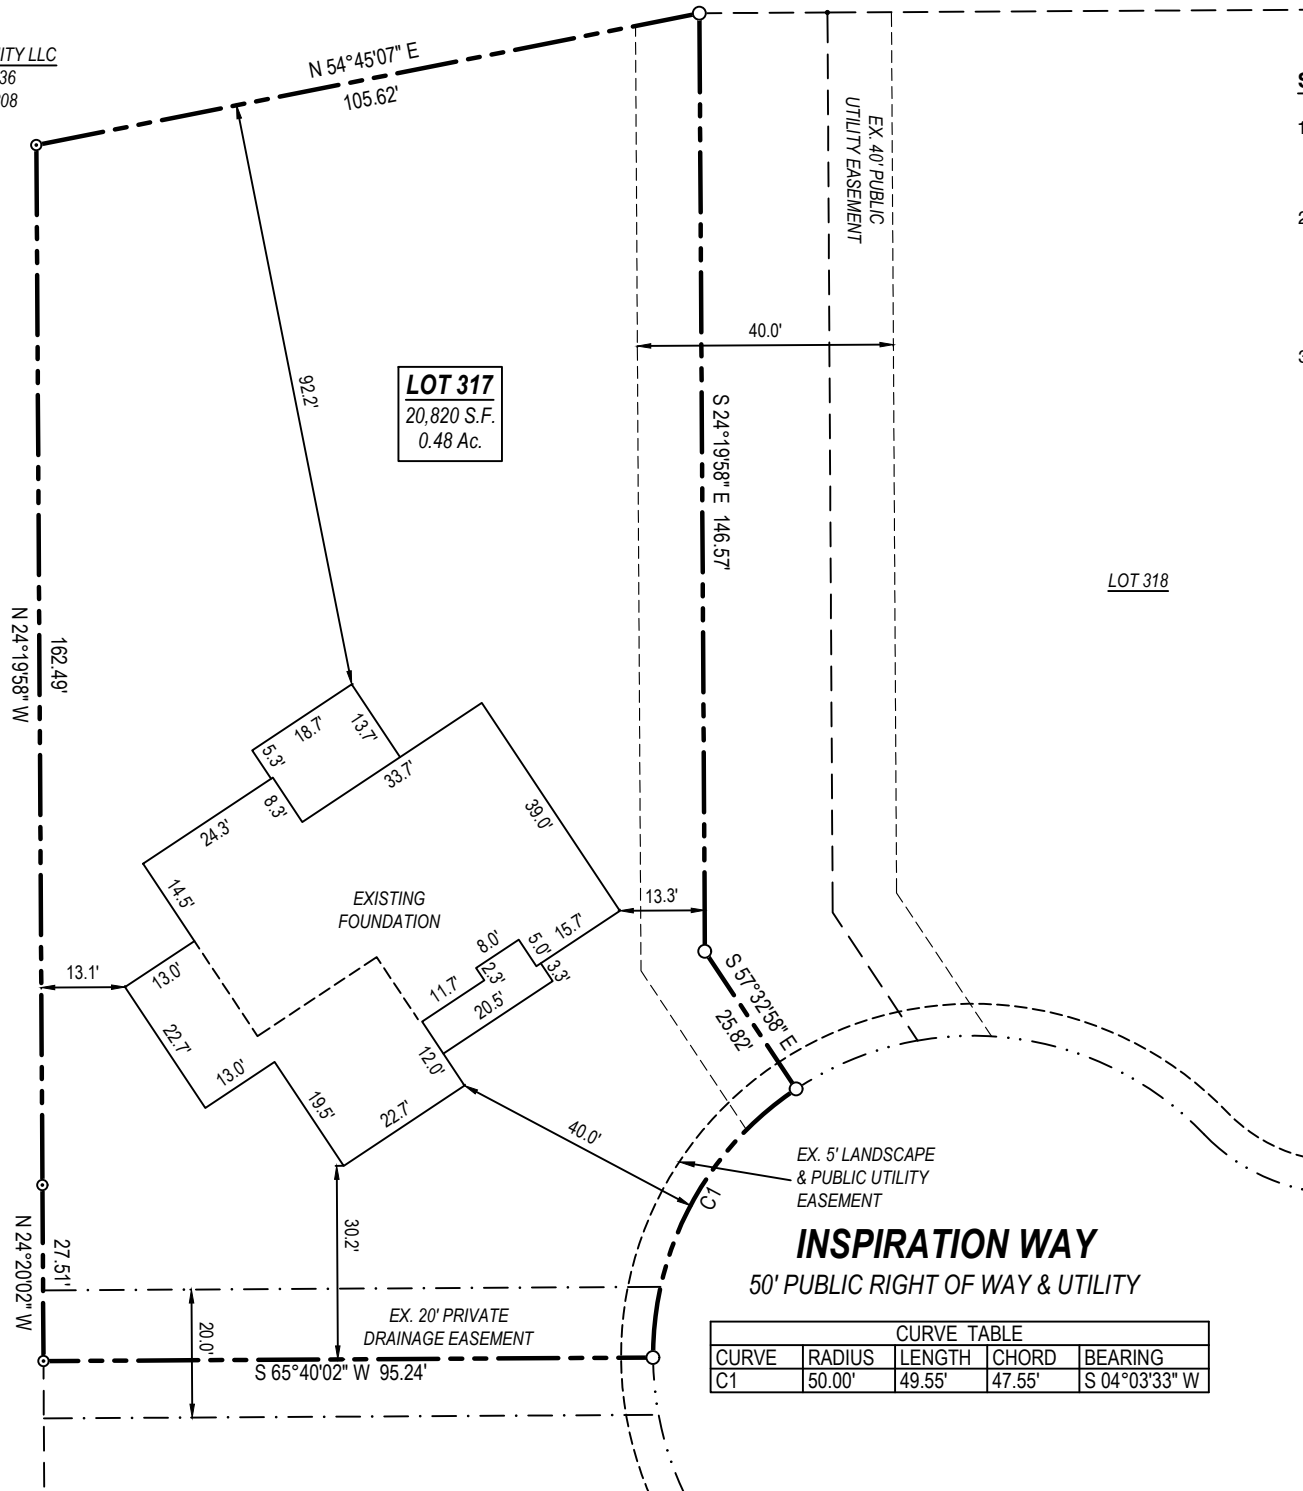 ITY LLC
36
08
N 54°45'07" E
105.62'
EX. 40' PUBLIC
UTILITY EASEMENT
S
1
2
3
40.0'
92.2'
LOT 317
20,820 S.F.
0.48 Ac.
S 24°19'58" E 146.57'
LOT 318
162.49'
N 24°19'58" W
18.7'
13.7'
5.3'
33.7'
8.3'
24.3'
39.0'
14.5'
EXISTING
FOUNDATION
13.3'
15.7'
8.0'
5.0'
3.3'
2.3'
11.7'
20.5'
13.1'
13.0'
22.7'
13.0'
12.0'
19.5'
22.7'
S 57°32'58" E
25.82'
40.0'
EX. 5' LANDSCAPE
& PUBLIC UTILITY
EASEMENT
C1
30.2'
27.51'
N 24°20'02" W
INSPIRATION WAY
50' PUBLIC RIGHT OF WAY & UTILITY
20.0'
EX. 20' PRIVATE
DRAINAGE EASEMENT
S 65°40'02" W 95.24'
CURVE TABLE
CURVE RADIUS LENGTH CHORD BEARING
C1 50.00' 49.55' 47.55' S 04°03'33" W